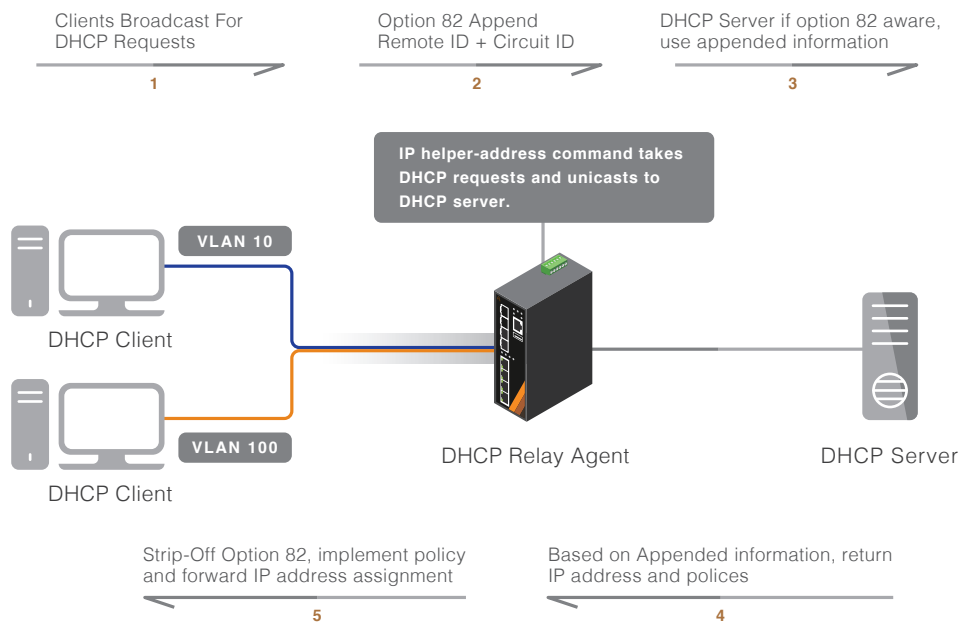 Clients Broadcast For
DHCP Requests
1
Option 82 Append
Remote ID + Circuit ID
2
DHCP Server if option 82 aware,
use appended information
3
IP helper-address command takes
DHCP requests and unicasts to
DHCP server.
VLAN 10
DHCP Client
VLAN 100
DHCP Client
DHCP Relay Agent
DHCP Server
Strip-Off Option 82, implement policy
and forward IP address assignment
5
Based on Appended information, return
IP address and polices
4